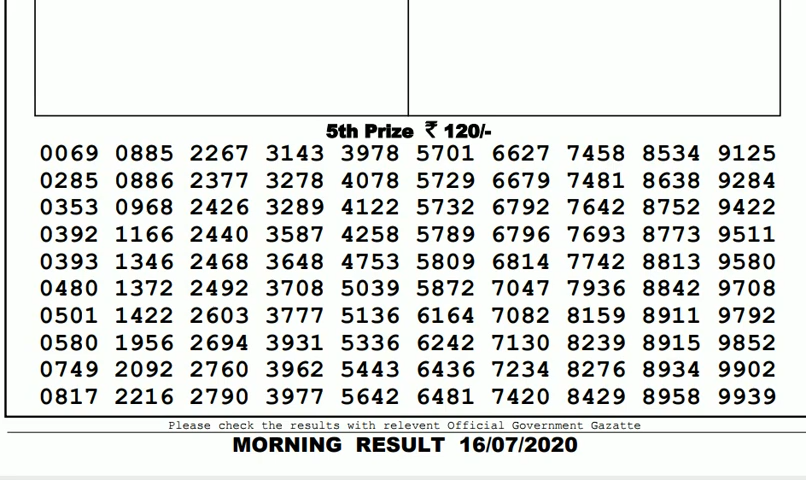 5th Prize ₹ 120/-
0069 0885 2267 3143 3978 5701 6627 7458 8534 9125
0285 0886 2377 3278 4078 5729 6679 7481 8638 9284
0353 0968 2426 3289 4122 5732 6792 7642 8752 9422
0392 1166 2440 3587 4258 5789 6796 7693 8773 9511
0393 1346 2468 3648 4753 5809 6814 7742 8813 9580
0480 1372 2492 3708 5039 5872 7047 7936 8842 9708
0501 1422 2603 3777 5136 6164 7082 8159 8911 9792
0580 1956 2694 3931 5336 6242 7130 8239 8915 9852
0749 2092 2760 3962 5443 6436 7234 8276 8934 9902
0817 2216 2790 3977 5642 6481 7420 8429 8958 9939
Please check the results with relevent Official Government Gazatte
MORNING RESULT 16/07/2020